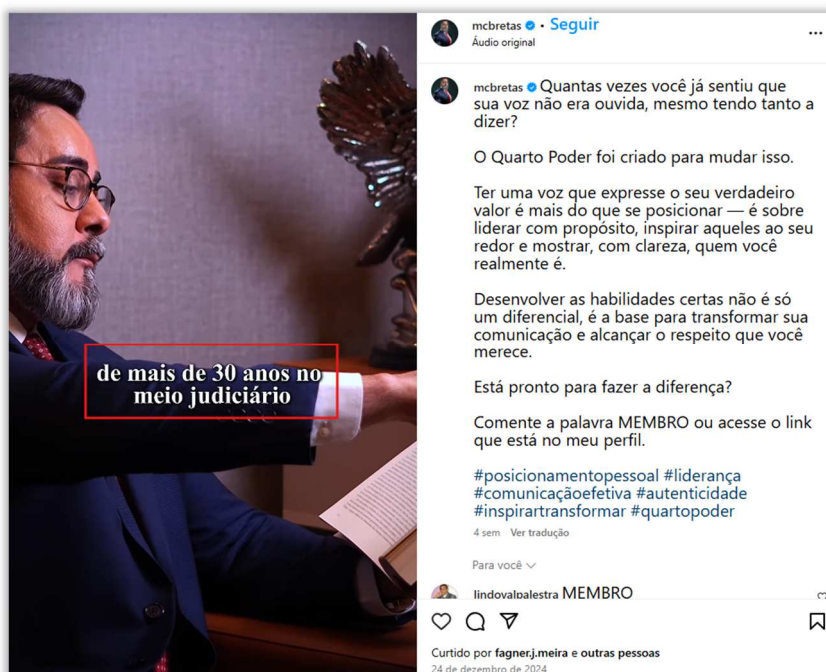 mcbretas • Seguir
Áudio original
...
mcbretas Quantas vezes você já sentiu que
sua voz não era ouvida, mesmo tendo tanto a
dizer?
O Quarto Poder foi criado para mudar isso.
Ter uma voz que expresse o seu verdadeiro
valor é mais do que se posicionar — é sobre
liderar com propósito, inspirar aqueles ao seu
redor e mostrar, com clareza, quem você
realmente é.
Desenvolver as habilidades certas não é só
um diferencial, é a base para transformar sua
comunicação e alcançar o respeito que você
merece.
Está pronto para fazer a diferença?
Comente a palavra MEMBRO ou acesse o link
que está no meu perfil.
#posicionamentopessoal #liderança
#comunicaçãoefetiva #autenticidade
#inspirartransformar #quartopoder
4 sem Ver tradução
Para você
lindovalpalestra MEMBRO
Curtido por fagner.j.meira e outras pessoas
24 de dezembro de 2024
de mais de 30 anos no
meio judiciário